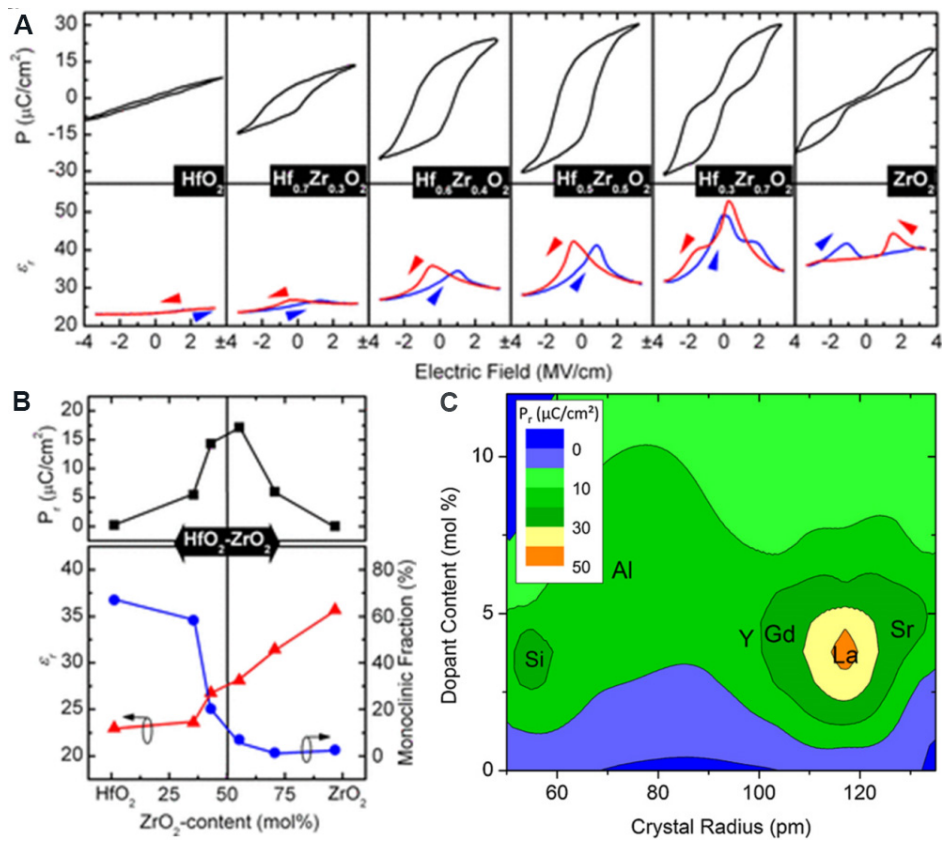 A
P (μC/cm²)
30
15
0
-15
-30
HfO₂
Hf₀.₇Zr₀.₃O₂
Hf₀.₆Zr₀.₄O₂
Hf₀.₅Zr₀.₅O₂
Hf₀.₃Zr₀.₇O₂
ZrO₂
εᵣ
50
40
30
20
-4 -2 0 2 ±4 -2 0 2 ±4 -2 0 2 ±4 -2 0 2 ±4 -2 0 2 ±4 -2 0 2 4
Electric Field (MV/cm)
B
Pᵣ (μC/cm²)
20
15
10
5
0
HfO₂-ZrO₂
εᵣ
40
35
30
25
20
80
60
40
20
0
Monoclinic Fraction (%)
HfO₂ 25 50 75 ZrO₂
ZrO₂-content (mol%)
C
Pᵣ (μC/cm²)
0
10
30
50
Dopant Content (mol %)
10
5
0
Al
Si
Y
Gd
La
Sr
60 80 100 120
Crystal Radius (pm)